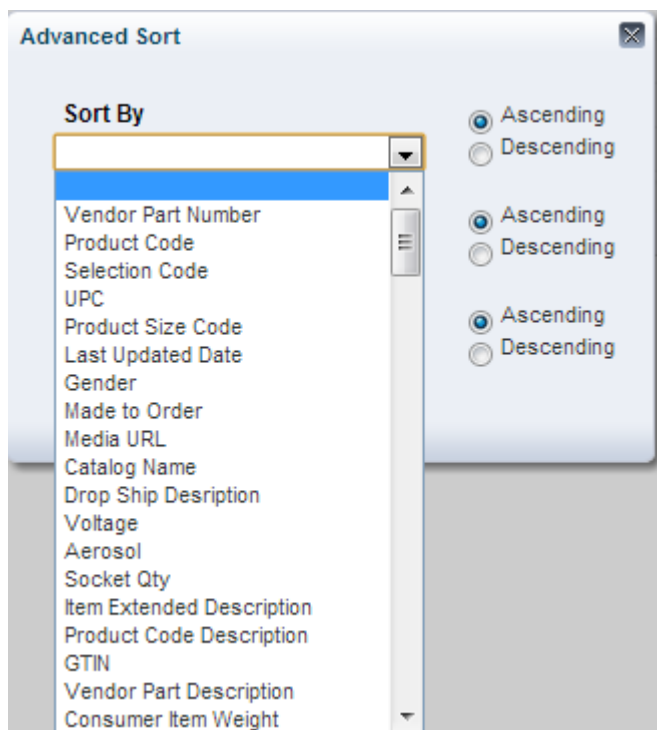 Advanced Sort
Sort By
Ascending
Descending
Vendor Part Number
Product Code
Selection Code
UPC
Product Size Code
Last Updated Date
Gender
Made to Order
Media URL
Catalog Name
Drop Ship Desription
Voltage
Aerosol
Socket Qty
Item Extended Description
Product Code Description
GTIN
Vendor Part Description
Consumer Item Weight
Ascending
Descending
Ascending
Descending